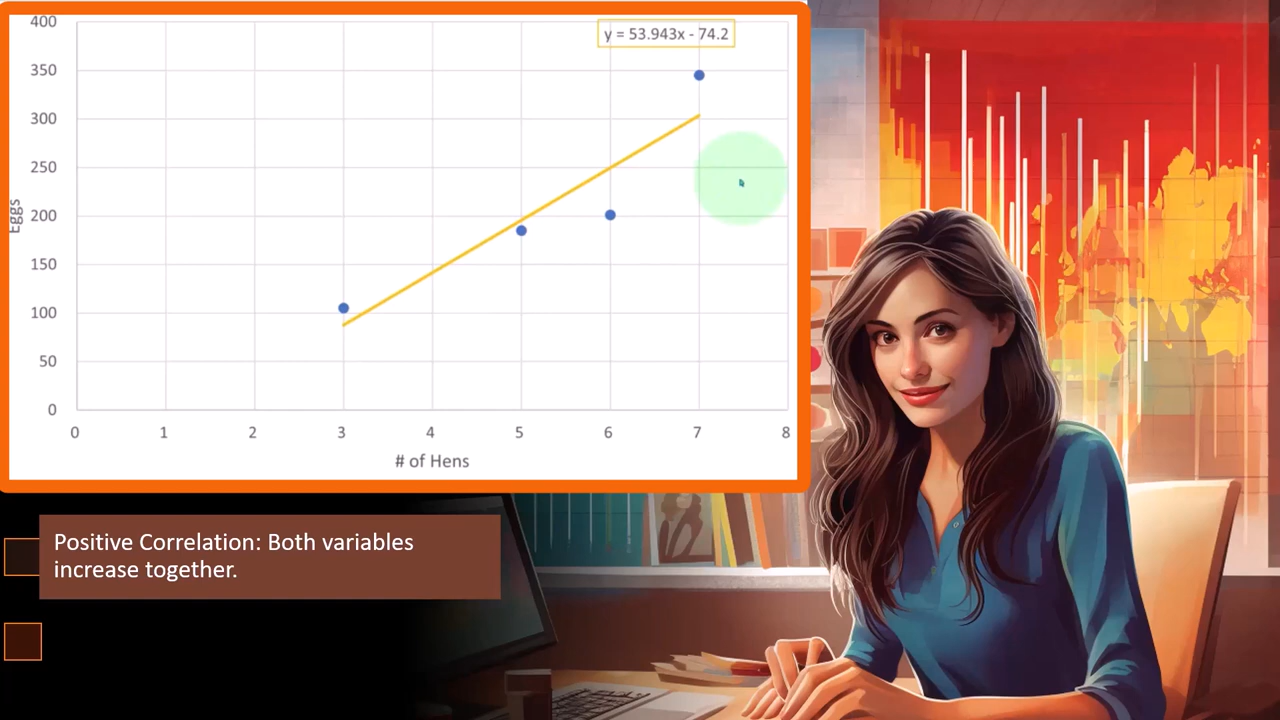 y = 53.943x - 74.2
400
350
300
250
200
150
100
50
0
Eggs
0 1 2 3 4 5 6 7 8
# of Hens
Positive Correlation: Both variables
increase together.